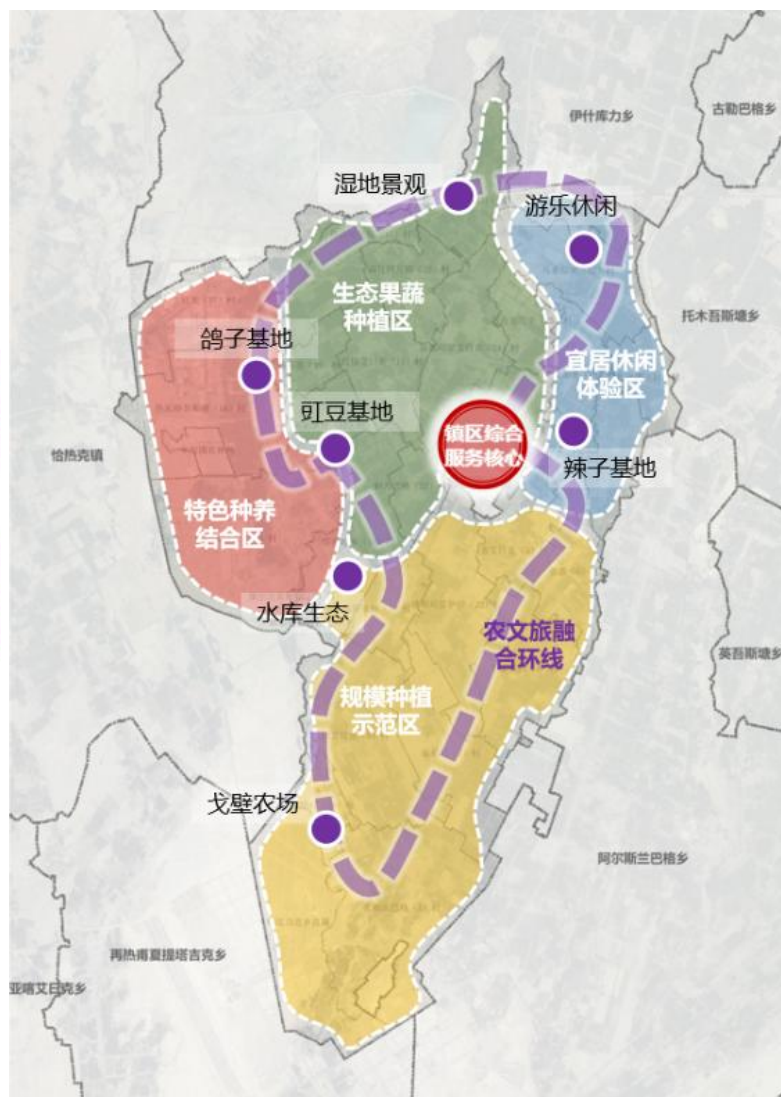 伊什库力乡
古勒巴格乡
湿地景观
游乐休闲
生态果蔬
种植区
托木吾斯塘乡
鸽子基地
宜居休闲
体验区
豇豆基地
镇区综合
服务核心
恰热克镇
辣子基地
特色种养
结合区
水库生态
农文旅融
合环线
英吾斯塘乡
规模种植
示范区
戈壁农场
阿尔斯兰巴格乡
再热甫夏提塔吉克乡
亚喀艾日克乡